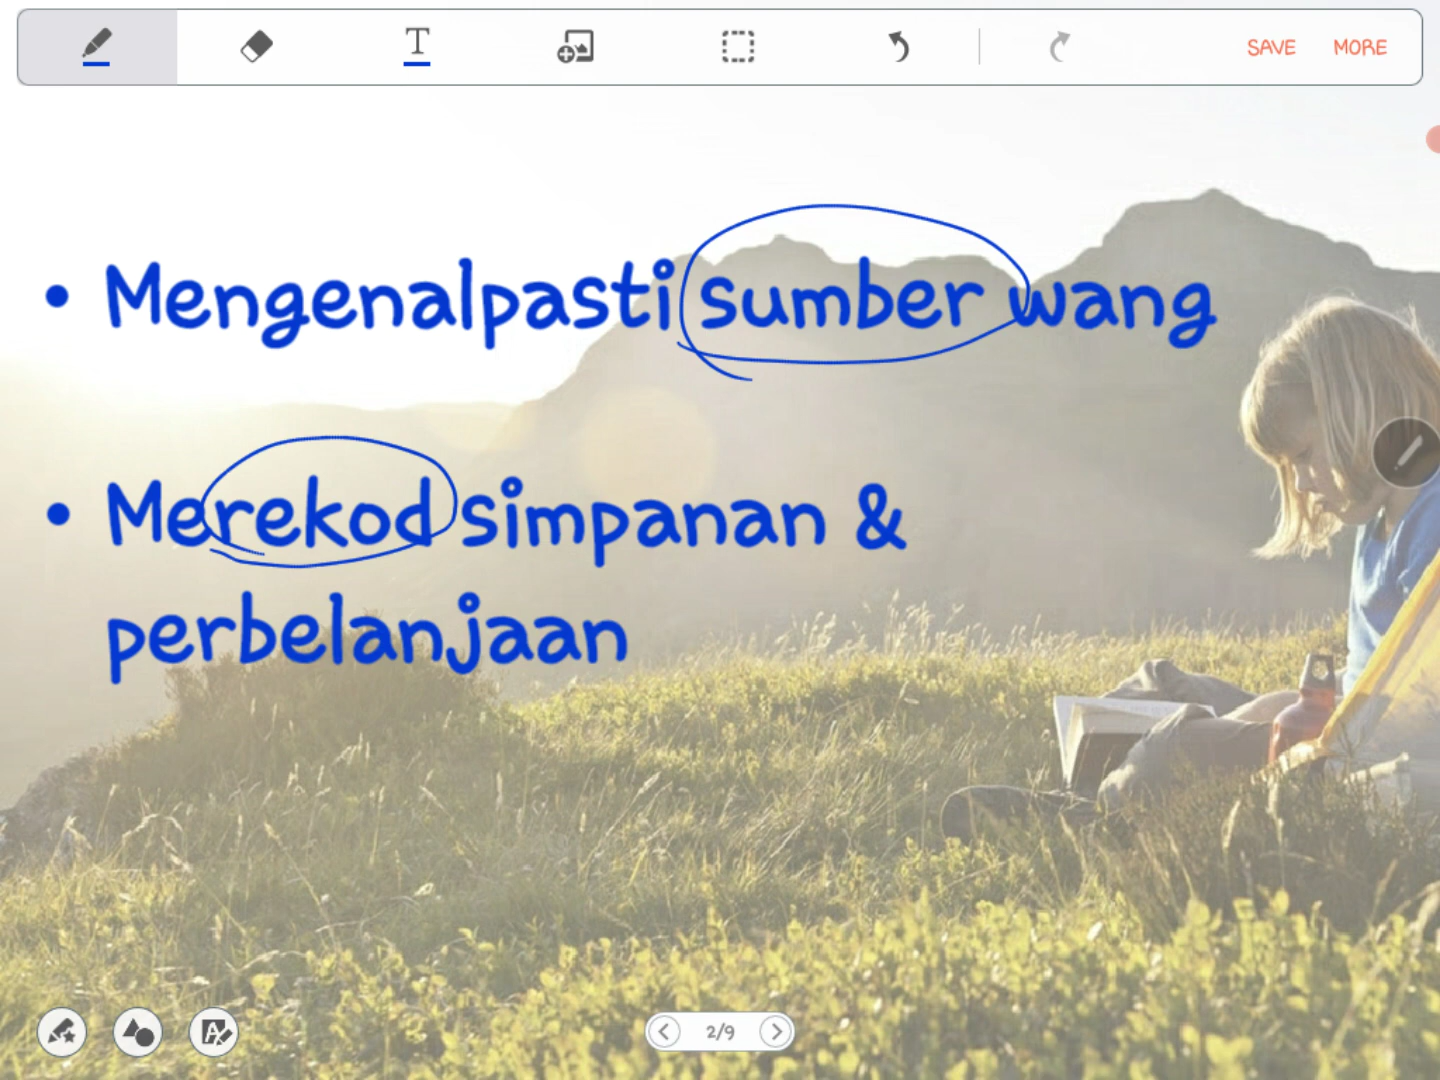 T
SAVE MORE
• Mengenalpasti sumber wang
• Merekod simpanan &
perbelanjaan
2/9